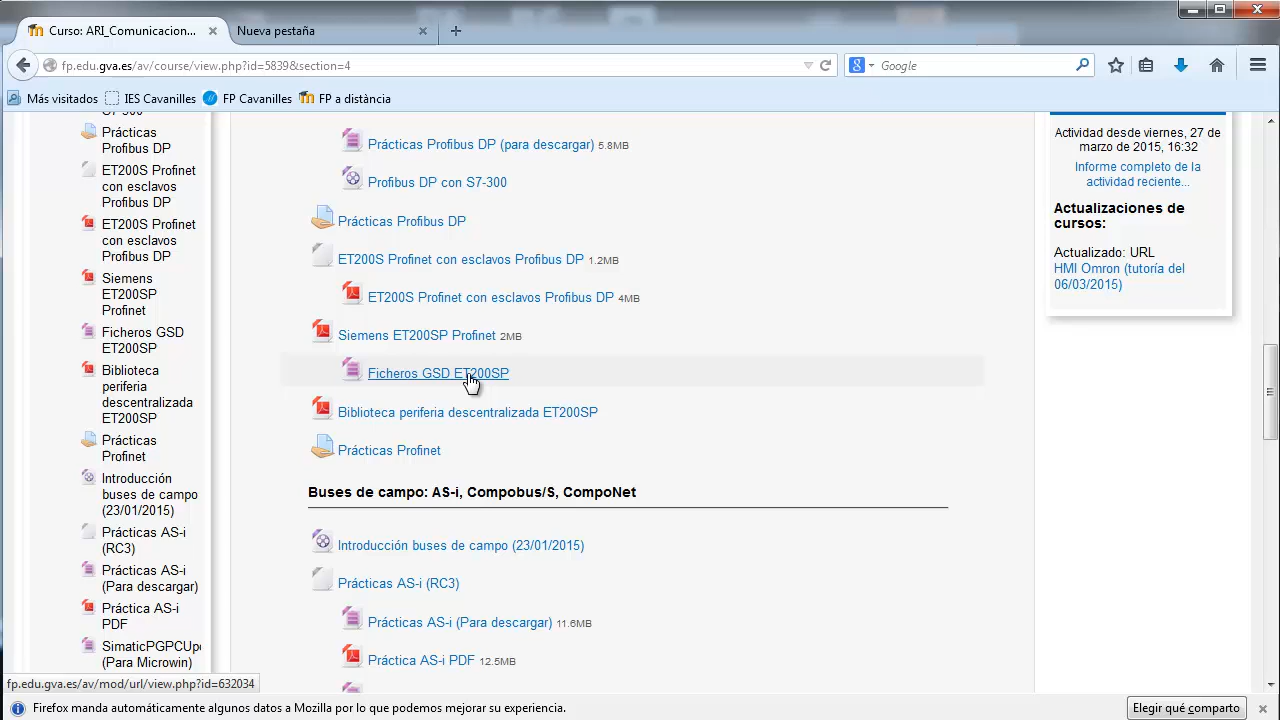 Curso: ARI_Comunicacion...
Nueva pestaña
fp.edu.gva.es/av/course/view.php?id=5839&section=4
Google
Más visitados
IES Cavanilles
FP Cavanilles
FP a distància
S7-300
Prácticas
Profibus DP
ET200S Profinet
con esclavos
Profibus DP
ET200S Profinet
con esclavos
Profibus DP
Siemens
ET200SP
Profinet
Ficheros GSD
ET200SP
Biblioteca
periferia
descentralizada
ET200SP
Prácticas
Profinet
Introducción
buses de campo
(23/01/2015)
Prácticas AS-i
(RC3)
Prácticas AS-i
(Para descargar)
Práctica AS-i
PDF
SimaticPGPCUp
(Para Microwin)
Prácticas Profibus DP (para descargar) 5.8MB
Profibus DP con S7-300
Prácticas Profibus DP
ET200S Profinet con esclavos Profibus DP 1.2MB
ET200S Profinet con esclavos Profibus DP 4MB
Siemens ET200SP Profinet 2MB
Ficheros GSD ET200SP
Biblioteca periferia descentralizada ET200SP
Prácticas Profinet
Buses de campo: AS-i, Compobus/S, CompoNet
Introducción buses de campo (23/01/2015)
Prácticas AS-i (RC3)
Prácticas AS-i (Para descargar) 11.6MB
Práctica AS-i PDF 12.5MB
Actividad desde viernes, 27 de
marzo de 2015, 16:32
Informe completo de la
actividad reciente...
Actualizaciones de
cursos:
Actualizado: URL
HMI Omron (tutoría del
06/03/2015)
fp.edu.gva.es/av/mod/url/view.php?id=632034
Firefox manda automáticamente algunos datos a Mozilla por lo que podemos mejorar su experiencia.
Elegir qué comparto